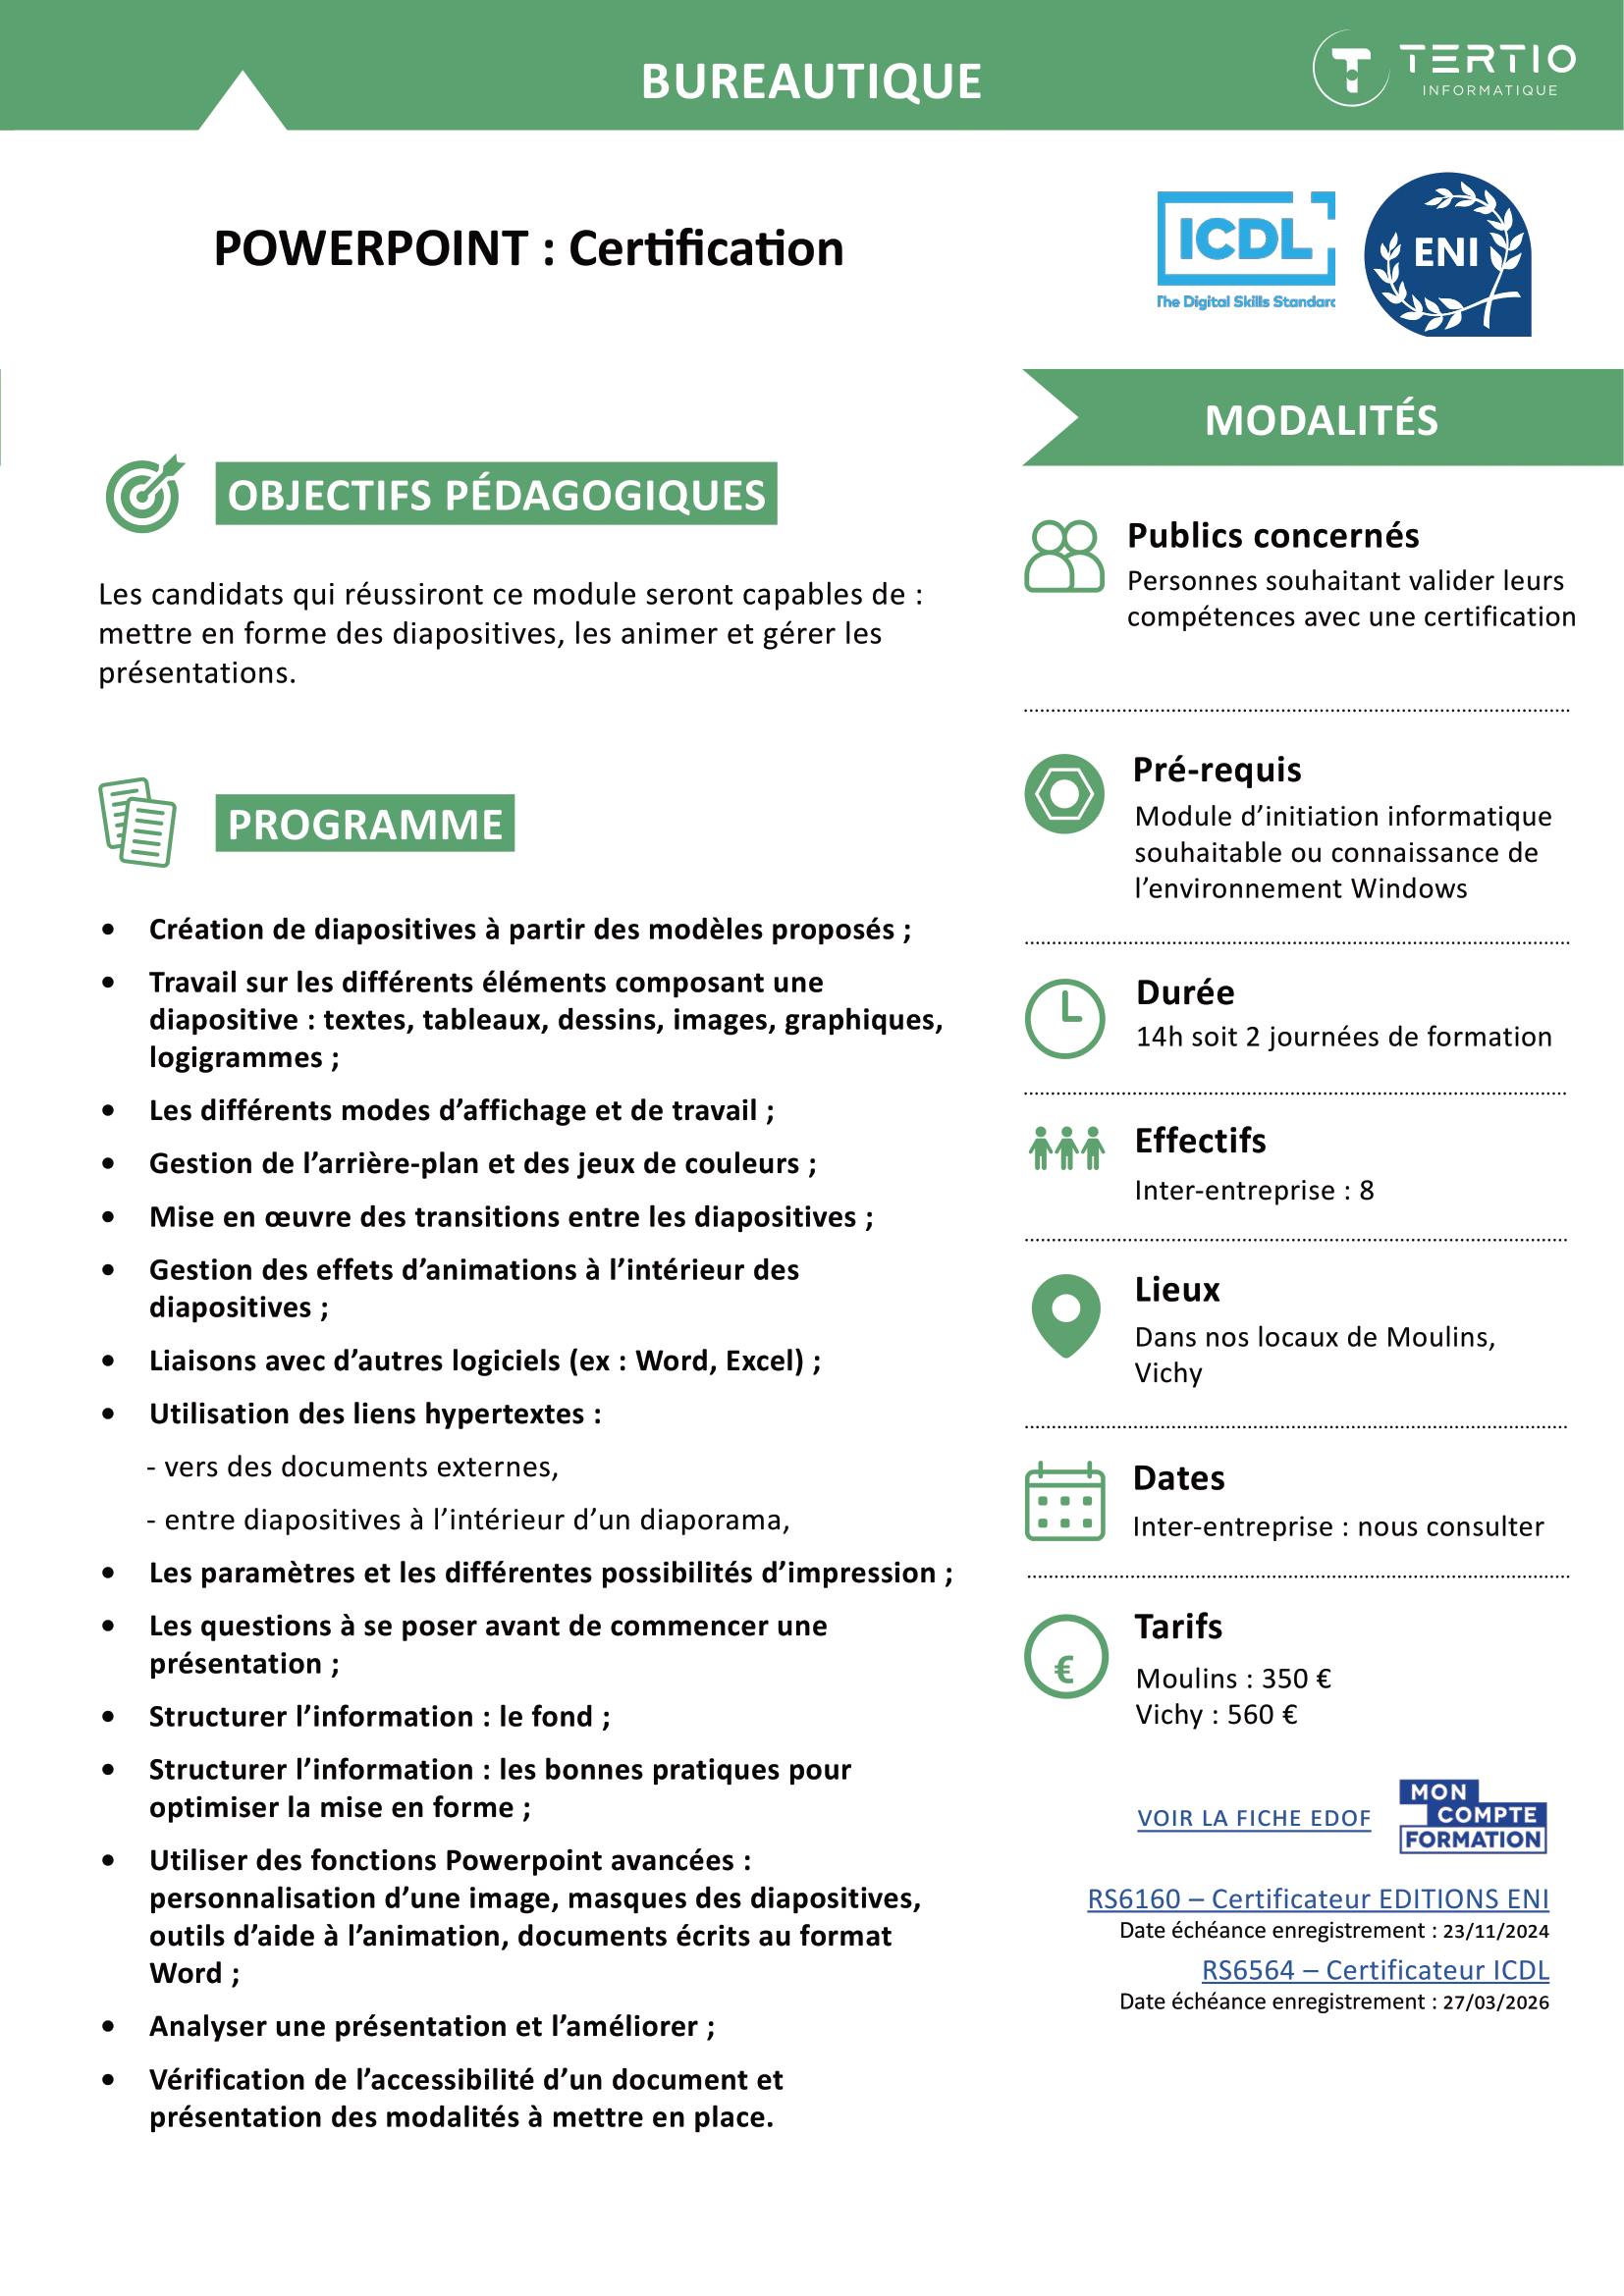 BUREAUTIQUE
TERTIO
INFORMATIQUE
POWERPOINT : Certification
ICDL
The Digital Skills Standard
ENI
OBJECTIFS PÉDAGOGIQUES
Les candidats qui réussiront ce module seront capables de :
mettre en forme des diapositives, les animer et gérer les
présentations.
PROGRAMME
• Création de diapositives à partir des modèles proposés ;
• Travail sur les différents éléments composant une
diapositive : textes, tableaux, dessins, images, graphiques,
logigrammes ;
• Les différents modes d’affichage et de travail ;
• Gestion de l’arrière-plan et des jeux de couleurs ;
• Mise en œuvre des transitions entre les diapositives ;
• Gestion des effets d’animations à l’intérieur des
diapositives ;
• Liaisons avec d’autres logiciels (ex : Word, Excel) ;
• Utilisation des liens hypertextes :
- vers des documents externes,
- entre diapositives à l’intérieur d’un diaporama,
• Les paramètres et les différentes possibilités d’impression ;
• Les questions à se poser avant de commencer une
présentation ;
• Structurer l’information : le fond ;
• Structurer l’information : les bonnes pratiques pour
optimiser la mise en forme ;
• Utiliser des fonctions Powerpoint avancées :
personnalisation d’une image, masques des diapositives,
outils d’aide à l’animation, documents écrits au format
Word ;
• Analyser une présentation et l’améliorer ;
• Vérification de l’accessibilité d’un document et
présentation des modalités à mettre en place.
MODALITÉS
Publics concernés
Personnes souhaitant valider leurs
compétences avec une certification
Pré-requis
Module d’initiation informatique
souhaitable ou connaissance de
l’environnement Windows
Durée
14h soit 2 journées de formation
Effectifs
Inter-entreprise : 8
Lieux
Dans nos locaux de Moulins,
Vichy
Dates
Inter-entreprise : nous consulter
€
Tarifs
Moulins : 350 €
Vichy : 560 €
VOIR LA FICHE EDOF
MON
COMPTE
FORMATION
RS6160 – Certificateur EDITIONS ENI
Date échéance enregistrement : 23/11/2024
RS6564 – Certificateur ICDL
Date échéance enregistrement : 27/03/2026